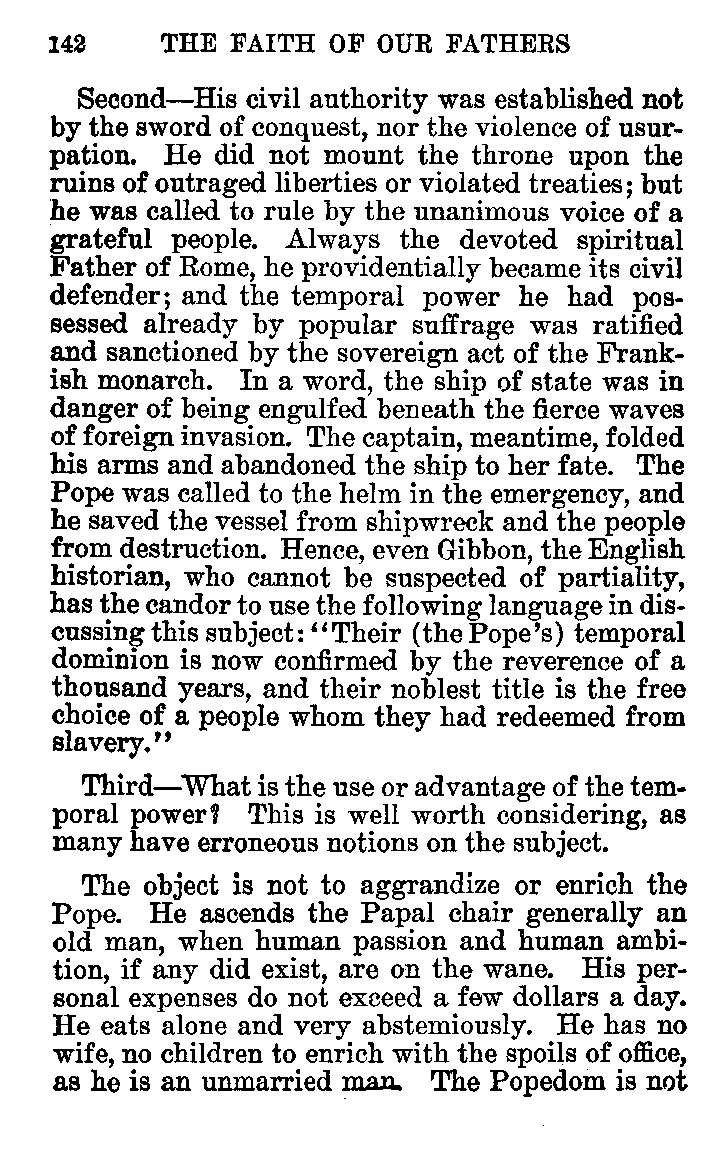 142 THE FAITH OF OUR FATHERS
Second—His civil authority was established not
by the sword of conquest, nor the violence of usur-
pation. He did not mount the throne upon the
ruins of outraged liberties or violated treaties; but
he was called to rule by the unanimous voice of a
grateful people. Always the devoted spiritual
Father of Rome, he providentially became its civil
defender; and the temporal power he had pos-
sessed already by popular suffrage was ratified
and sanctioned by the sovereign act of the Frank-
ish monarch. In a word, the ship of state was in
danger of being engulfed beneath the fierce waves
of foreign invasion. The captain, meantime, folded
his arms and abandoned the ship to her fate. The
Pope was called to the helm in the emergency, and
he saved the vessel from shipwreck and the people
from destruction. Hence, even Gibbon, the English
historian, who cannot be suspected of partiality,
has the candor to use the following language in dis-
cussing this subject: "Their (the Pope's) temporal
dominion is now confirmed by the reverence of a
thousand years, and their noblest title is the free
choice of a people whom they had redeemed from
slavery."
Third—What is the use or advantage of the tem-
poral power? This is well worth considering, as
many have erroneous notions on the subject.
The object is not to aggrandize or enrich the
Pope. He ascends the Papal chair generally an
old man, when human passion and human ambi-
tion, if any did exist, are on the wane. His per-
sonal expenses do not exceed a few dollars a day.
He eats alone and very abstemiously. He has no
wife, no children to enrich with the spoils of office,
as he is an unmarried man. The Popedom is not